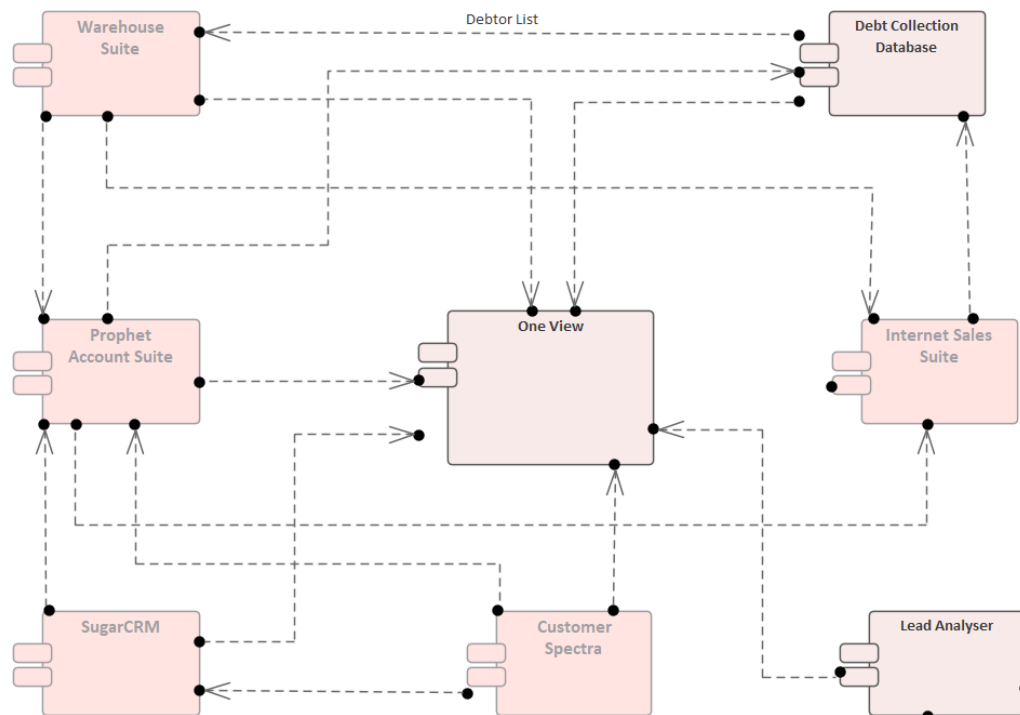 Debtor List
Warehouse
Suite
Debt Collection
Database
Prophet
Account Suite
One View
Internet Sales
Suite
SugarCRM
Customer
Spectra
Lead Analyser